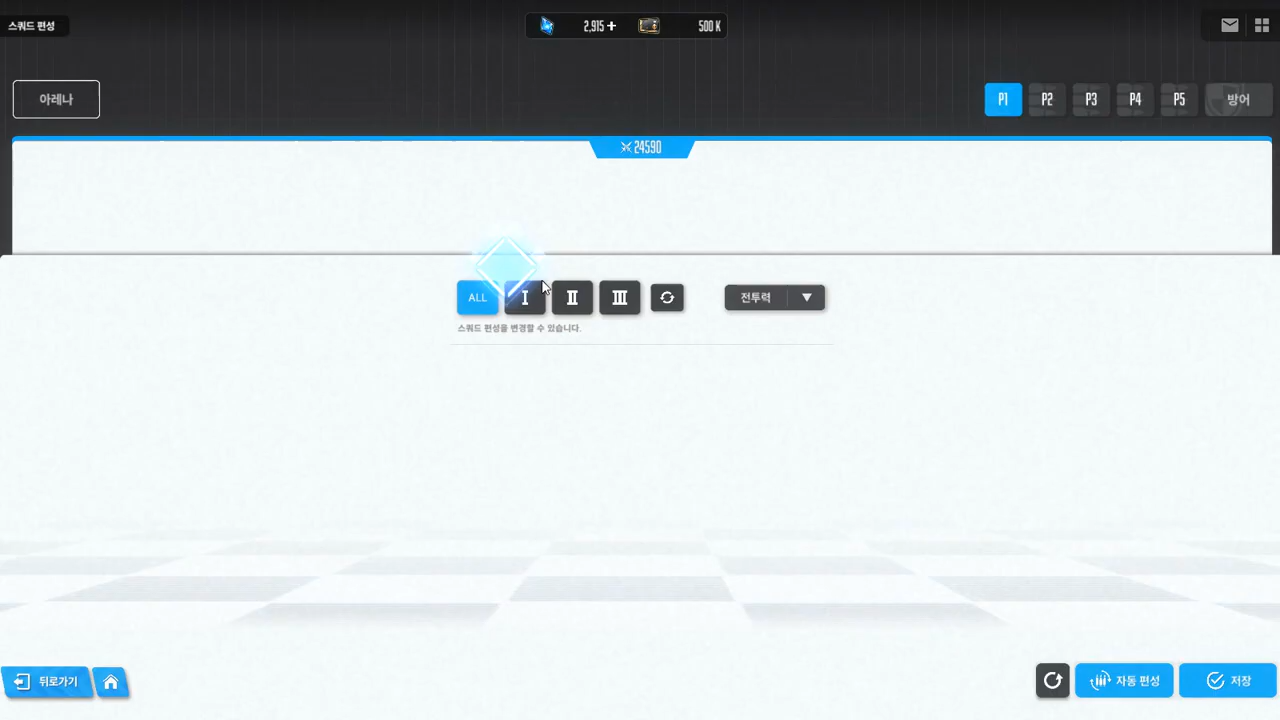 스쿼드 편성
2,915 +
500 K
아레나
P1
P2
P3
P4
P5
방어
24590
ALL
I
II
III
전투력 ▼
스쿼드 편성을 변경할 수 있습니다.
뒤로가기
자동 편성
저장